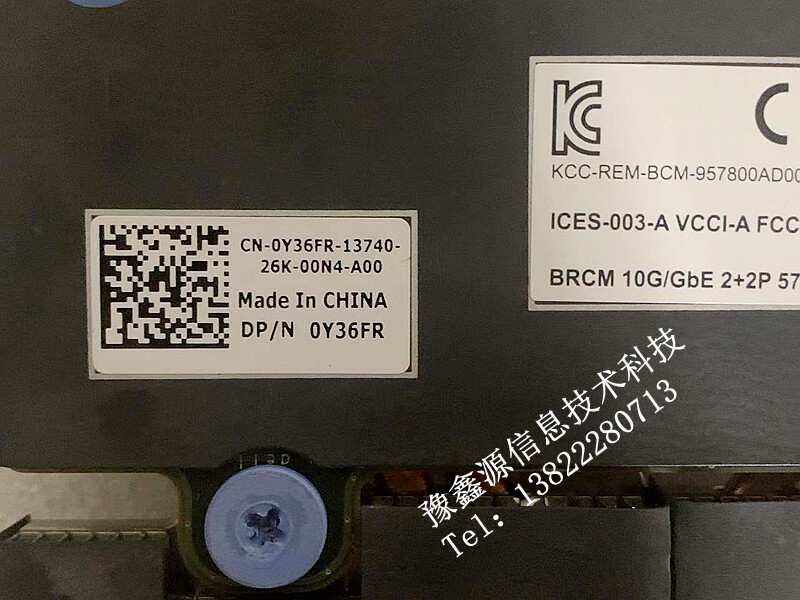 KCC-REM-BCM-957800AD00
ICES-003-A VCCI-A FCC
BRCM 10G/GbE 2+2P 57
CN-0Y36FR-13740-
26K-00N4-A00
Made In CHINA
DP/N 0Y36FR
豫鑫源信息技术科技
Tel: 13822280713